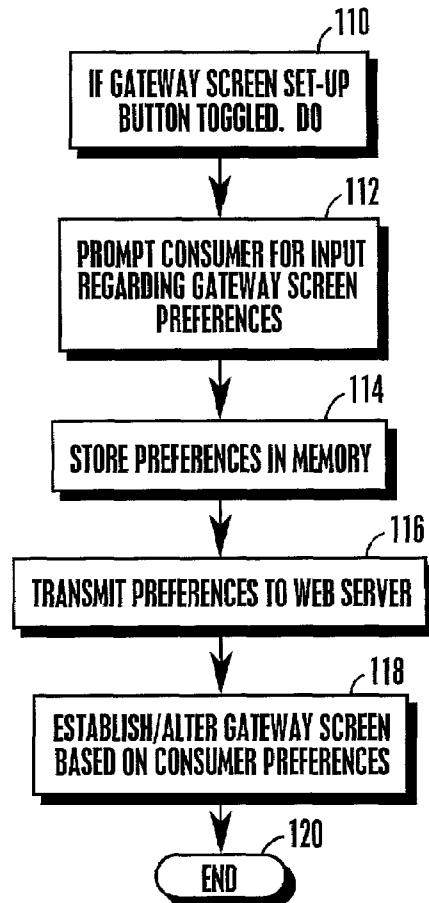 110
IF GATEWAY SCREEN SET-UP
BUTTON TOGGLED. DO
112
PROMPT CONSUMER FOR INPUT
REGARDING GATEWAY SCREEN
PREFERENCES
114
STORE PREFERENCES IN MEMORY
116
TRANSMIT PREFERENCES TO WEB SERVER
118
ESTABLISH/ALTER GATEWAY SCREEN
BASED ON CONSUMER PREFERENCES
120
END